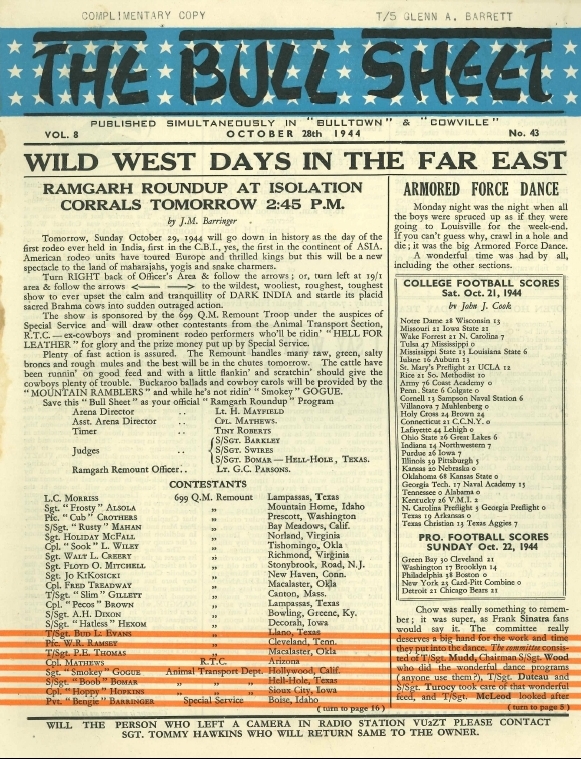 COMPLIMENTARY COPY T/5 GLENN A. BARRETT
THE BULL SHEET
PUBLISHED SIMULTANEOUSLY IN "BULLTOWN" & "COWVILLE"
VOL. 8 OCTOBER 28th 1944 No. 43
WILD WEST DAYS IN THE FAR EAST
RAMGARH ROUNDUP AT ISOLATION
CORRALS TOMORROW 2:45 P.M.
by J.M. Barringer
Tomorrow, Sunday October 29, 1944 will go down in history as the day of the
first rodeo ever held in India, first in the C.B.I., yes, the first in the continent of ASIA.
American rodeo units have toured Europe and thrilled kings but this will be a new
spectacle to the land of maharajahs, yogis and snake charmers.
Turn RIGHT back of Officer's Area & follow the arrows; or, turn left at 19/1
area & follow the arrows <————> to the wildest, wooliest, roughest, toughest
show to ever upset the calm and tranquillity of DARK INDIA and startle its placid
sacred Brahma cows into sudden outraged action.
The show is sponsored by the 699 Q.M. Remount Troop under the auspices of
Special Service and will draw other contestants from the Animal Transport Section,
R.T.C.—ex-cowboys and promiscuous rodeo performers who'll be ridin' "HELL FOR
LEATHER" for glory and the prize money put up by Special Service.
Plenty of fast action is assured. The Remount handles many raw, green, salty
broncs and rough mules and the best will be in the chutes tomorrow. The cattle have
been runnin' on good feed and with a little flankin' and scratchin' should give the
cowboys plenty of trouble. Buckaroo ballads and cowboy carols will be provided by the
"MOUNTAIN RAMBLERS" and while he's not ridin' "Smokey" GOGUE.
Save this "Bull Sheet" as your official "Ramgarh Roundup" Program
Arena Director .. Lt. H. MAYFIELD
Asst. Arena Director .. CPL. MATHEWS.
Timer .. TINY ROBERTS
Judges .. S/SGT. BARKLEY
S/SGT. SWIRES
S/SGT. BOMAR—HELL-HOLE, TEXAS.
Ramgarh Remount Officer.. Lt. G.C. PARSONS.
CONTESTANTS
L.C. MORRISS 699 Q.M. Remount Lampassas, Texas
Sgt. "Frosty" ALSOLA „ Mountain Home, Idaho
Pfc. "Cub" CROTHERS „ Prescott, Washington
S/Sgt. "Rusty" MAHAN „ Bay Meadows, Calif.
Sgt. HOLIDAY MCFALL „ Norland, Virginia
Cpl. "Sook" L. WILEY „ Tishomingo, Okla
Sgt. WALT L. CREEBY „ Richmond, Virginia
Sgt. FLOYD O. MITCHELL „ Stonybrook, Road, N.J.
Sgt. Jo KIKOSICKI „ New Haven, Conn.
Cpl. FRED TREADWAY „ Macalaster, Okla
T/Sgt. "Slim" GILLETT „ Canton, Mass.
Cpl. "Pecos" BROWN „ Lampassas, Texas
S/Sgt. A.H. DIXON „ Bowling, Greene, Ky.
S/Sgt. "Hatless" HEXOM „ Decorah, Iowa
T/Sgt. BUD L. EVANS „ Llano, Texas
Pfc. W.R. RAMSEY „ Cleveland, Tenn.
T/Sgt. P.E. THOMAS „ Macalaster, Okla
Cpl. MATHEWS R.T.C. Arizona
Sgt. "Smokey" GOGUE Animal Transport Dept. Hollywood, Calif.
S/Sgt. "Boob" BOMAR „ „ „ Hell-Hole, Texas
Cpl. "Hoppy" HOPKINS „ „ „ Sioux City, Iowa
Pvt. "Bengie" BARRINGER Special Service Boise, Idaho
( turn to page 16 )
ARMORED FORCE DANCE
Monday night was the night when all
the boys were spruced up as if they were
going to Louisville for the week-end.
If you can't guess why, crawl in a hole and
die; it was the big Armored Force Dance.
A wonderful time was had by all,
including the other sections.
COLLEGE FOOTBALL SCORES
Sat. Oct. 21, 1944
by John J. Cook
Notre Dame 28 Wisconsin 13
Missouri 21 Iowa State 21
Wake Forrest 21 N. Carolina 7
Tulsa 47 Mississippi 0
Mississippi State 13 Louisiana State 6
Tulane 16 Auburn 13
St. Mary's Preflight 21 UCLA 12
Rice 21 So. Methodist 10
Army 76 Coast Academy 0
Penn. State 6 Colgate 0
Cornell 13 Sampson Naval Station 6
Villanova 7 Muhlenberg 0
Holy Cross 24 Brown 24
Connecticut 21 C.C.N.Y. 0
Lafayette 44 Lehigh 0
Ohio State 26 Great Lakes 6
Indiana 14 Northwestern 7
Purdue 26 Iowa 7
Illinois 39 Pittsburgh 5
Kansas 20 Nebraska 0
Oklahoma 68 Kansas State 0
Georgia Tech. 17 Naval Academy 15
Tennessee 0 Alabama 0
Kentucky 26 V.M.I. 2
N. Carolina Preflight 3 Georgia Preflight 0
Texas 19 Arkansas 0
Texas Christian 13 Texas Aggies 7
PRO. FOOTBALL SCORES
SUNDAY Oct. 22, 1944
Green Bay 30 Cleveland 21
Washington 17 Brooklyn 14
Philadelphia 38 Boston 0
New York 23 Card-Pitt Combine 0
Detroit 21 Chicago Bears 21
Chow was really something to remem-
ber; it was super, as Frank Sinatra fans
would say it. The committee really
deserves a big hand for the work and time
they put into the dance. The committee consis-
ted of T/Sgt. Mudd, Chairman S/Sgt. Wood
who did the wonderful dance programs
(anyone use them?), T/Sgt. Duteau and
S/Sgt. Turocy took care of that wonderful
feed, and T/Sgt. McLeod looked after
( turn to page 5 )
WILL THE PERSON WHO LEFT A CAMERA IN RADIO STATION VU2ZT PLEASE CONTACT
SGT. TOMMY HAWKINS WHO WILL RETURN SAME TO THE OWNER.